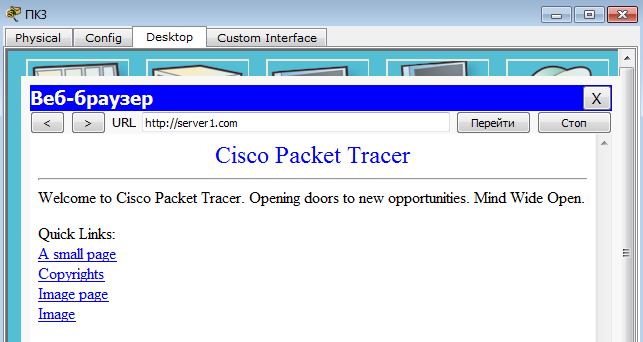 ПК3
Physical Config Desktop Custom Interface
Веб-браузер X
< > URL http://server1.com Перейти Стоп
Cisco Packet Tracer
Welcome to Cisco Packet Tracer. Opening doors to new opportunities. Mind Wide Open.
Quick Links:
A small page
Copyrights
Image page
Image